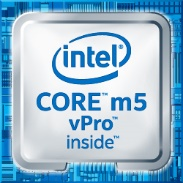 intel
CORE™ m5
vPro™
inside™